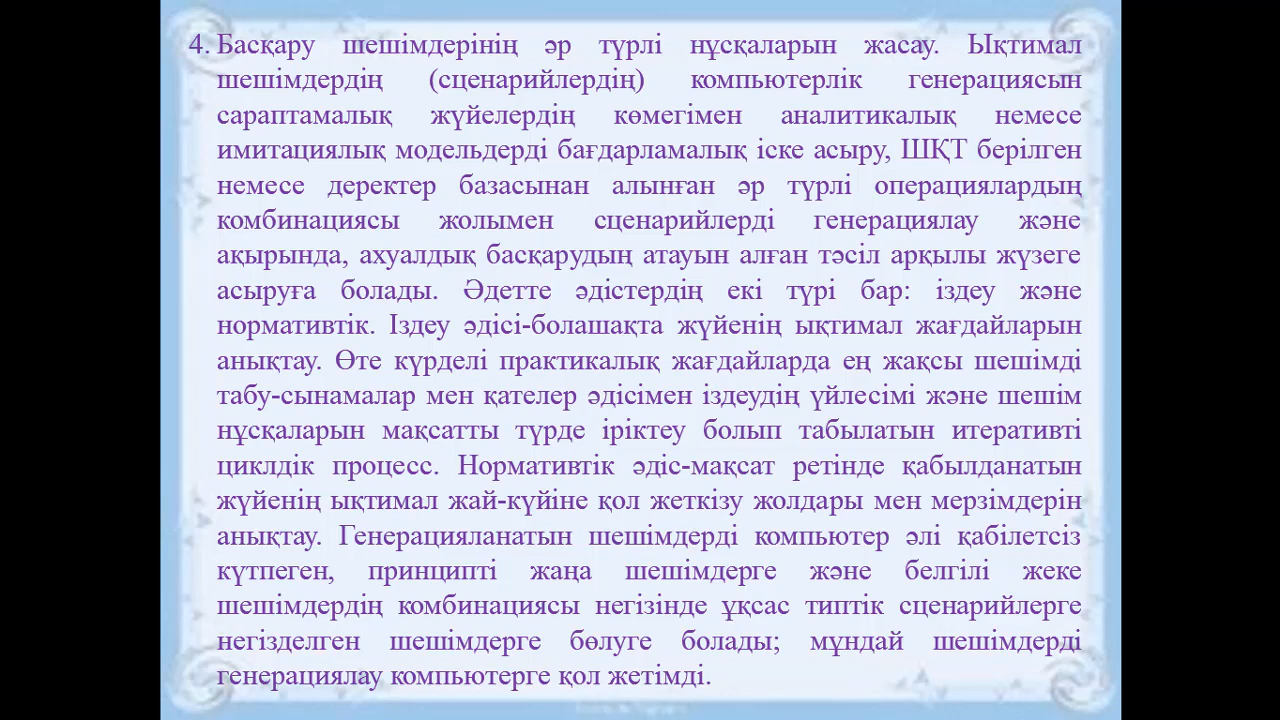 4. Басқару шешімдерінің әр түрлі нұсқаларын жасау. Ықтимал
шешімдердің (сценарийлердің) компьютерлік генерациясын
сараптамалық жүйелердің көмегімен аналитикалық немесе
имитациялық модельдерді бағдарламалық іске асыру, ШҚТ берілген
немесе деректер базасынан алынған әр түрлі операциялардың
комбинациясы жолымен сценарийлерді генерациялау және
ақырында, ахуалдық басқарудың атауын алған тәсіл арқылы жүзеге
асыруға болады. Әдетте әдістердің екі түрі бар: іздеу және
нормативтік. Іздеу әдісі-болашақта жүйенің ықтимал жағдайларын
анықтау. Өте күрделі практикалық жағдайларда ең жақсы шешімді
табу-сынамалар мен қателер әдісімен іздеудің үйлесімі және шешім
нұсқаларын мақсатты түрде іріктеу болып табылатын итеративті
циклдік процесс. Нормативтік әдіс-мақсат ретінде қабылданатын
жүйенің ықтимал жай-күйіне қол жеткізу жолдары мен мерзімдерін
анықтау. Генерацияланатын шешімдерді компьютер әлі қабілетсіз
күтпеген, принципті жаңа шешімдерге және белгілі жеке
шешімдердің комбинациясы негізінде ұқсас типтік сценарийлерге
негізделген шешімдерге бөлуге болады; мұндай шешімдерді
генерациялау компьютерге қол жетімді.